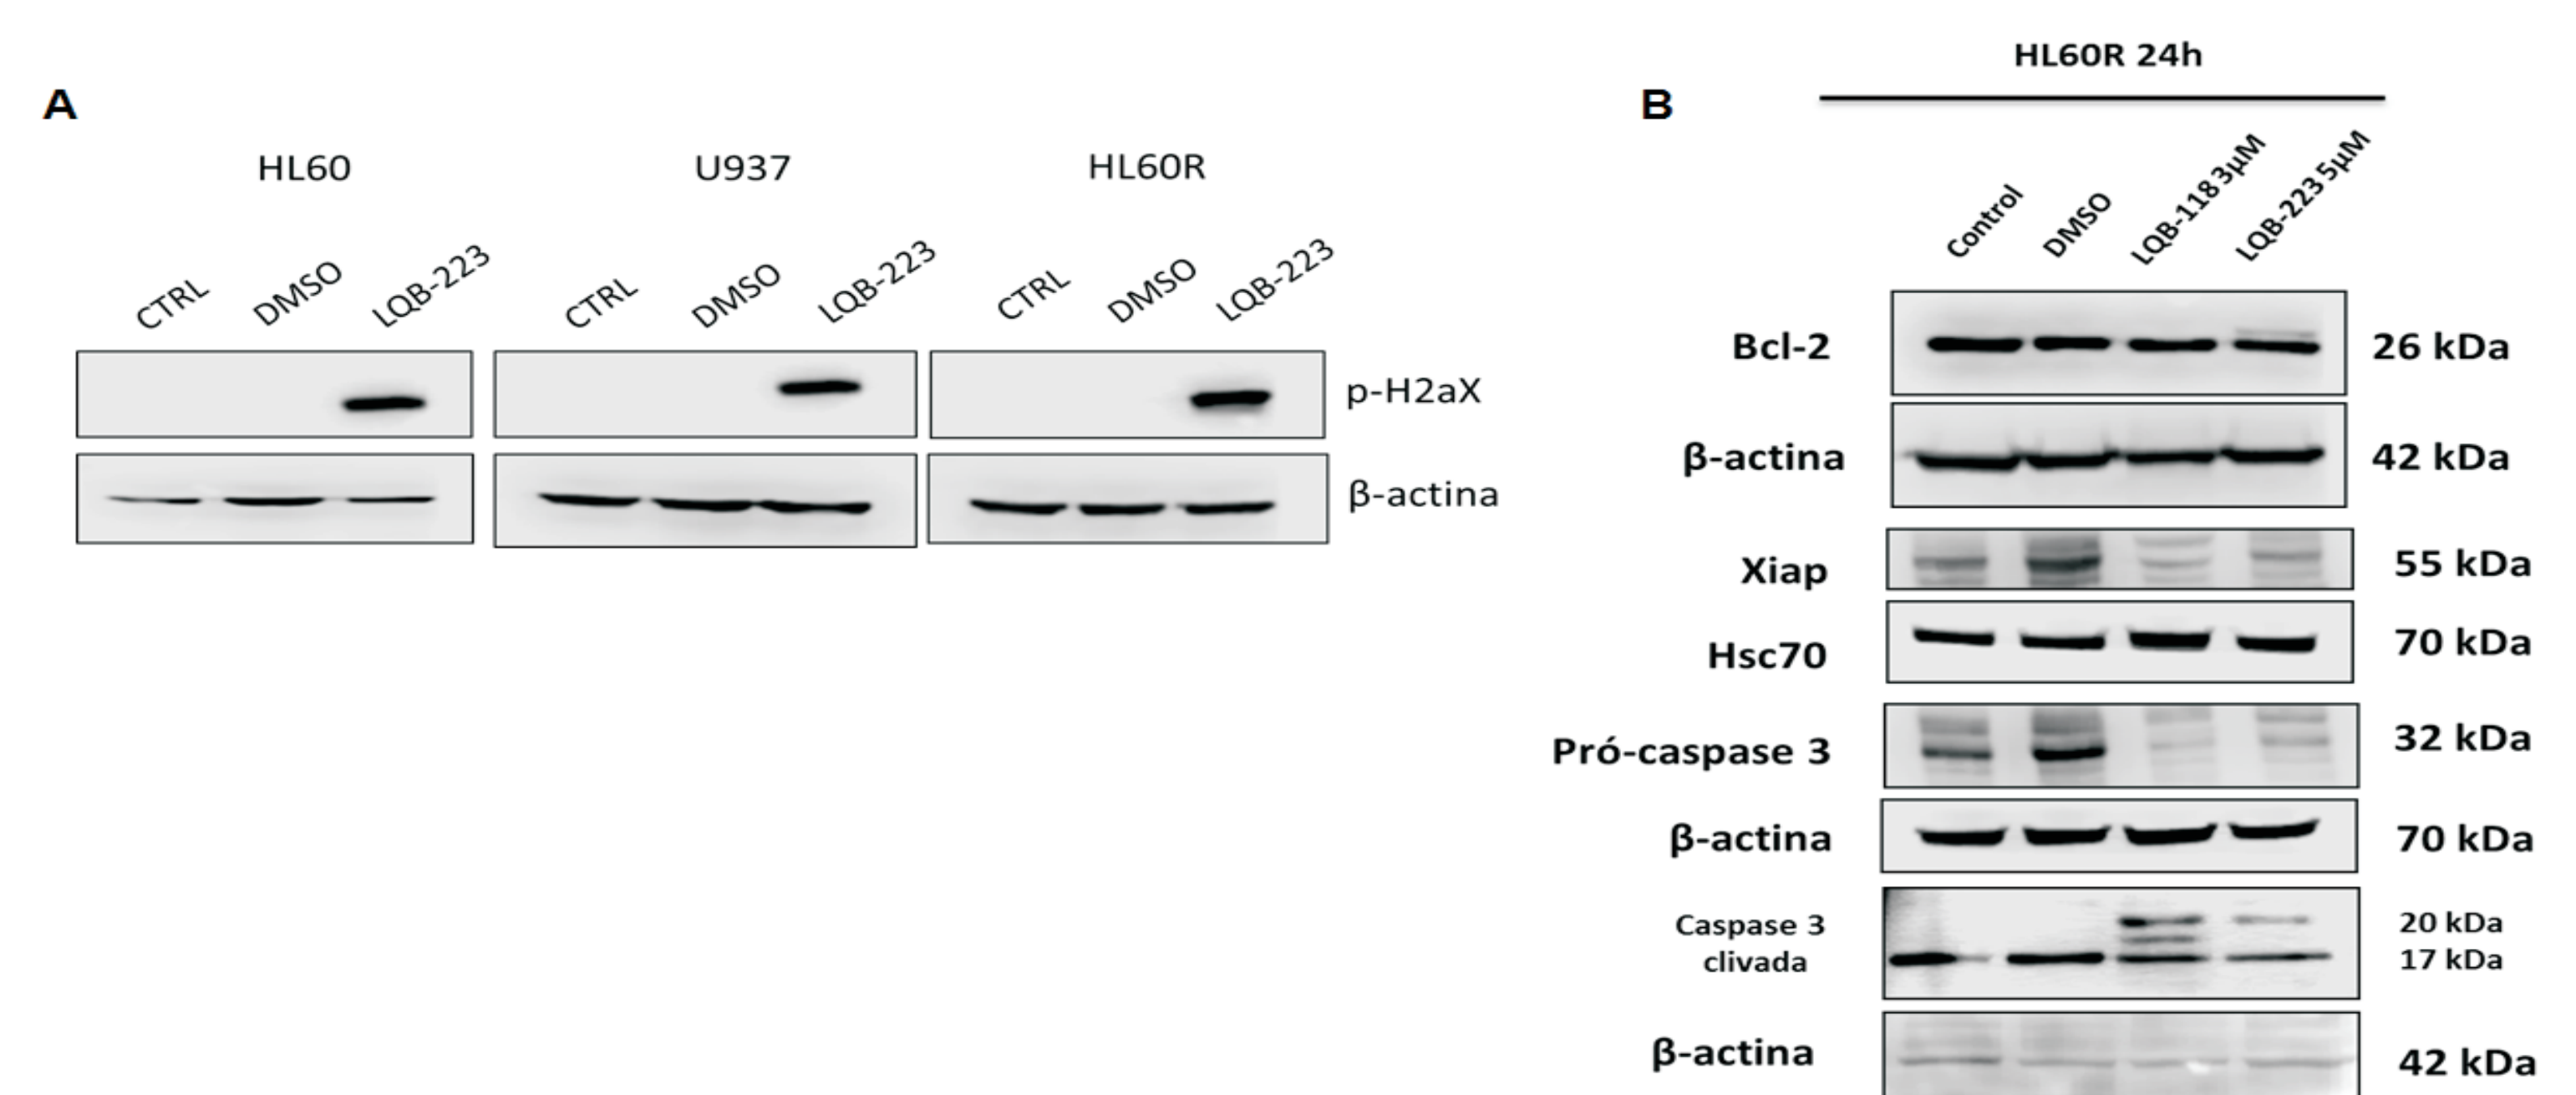 A
HL60
U937
HL60R
CTRL
DMSO
LQB-223
CTRL
DMSO
LQB-223
CTRL
DMSO
LQB-223
p-H2aX
β-actina
B
HL60R 24h
Control
DMSO
LQB-118 3µM
LQB-223 5µM
Bcl-2
26 kDa
β-actina
42 kDa
Xiap
55 kDa
Hsc70
70 kDa
Pró-caspase 3
32 kDa
β-actina
70 kDa
Caspase 3
clivada
20 kDa
17 kDa
β-actina
42 kDa